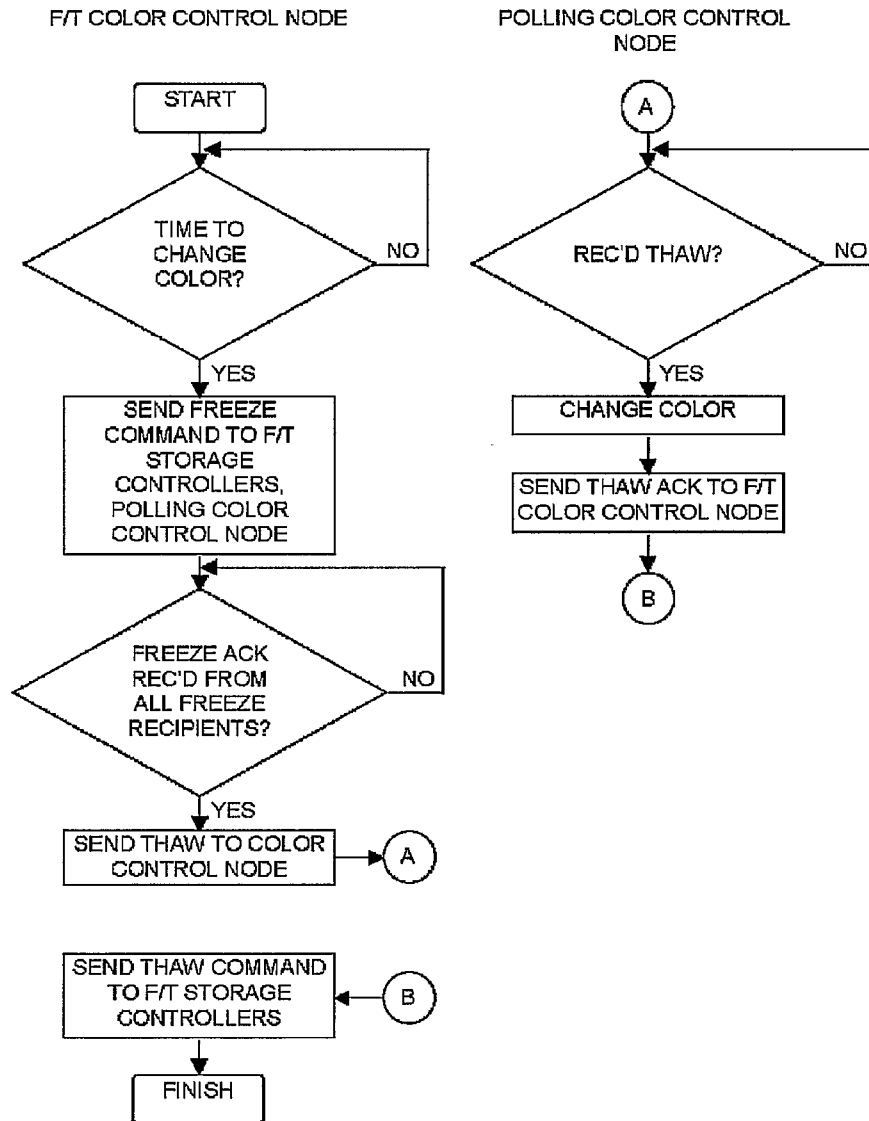 F/T COLOR CONTROL NODE
START
TIME TO
CHANGE
COLOR?
NO
YES
SEND FREEZE
COMMAND TO F/T
STORAGE
CONTROLLERS,
POLLING COLOR
CONTROL NODE
FREEZE ACK
REC'D FROM
ALL FREEZE
RECIPIENTS?
NO
YES
SEND THAW TO COLOR
CONTROL NODE
A
SEND THAW COMMAND
TO F/T STORAGE
CONTROLLERS
B
FINISH
POLLING COLOR CONTROL
NODE
A
REC'D THAW?
NO
YES
CHANGE COLOR
SEND THAW ACK TO F/T
COLOR CONTROL NODE
B